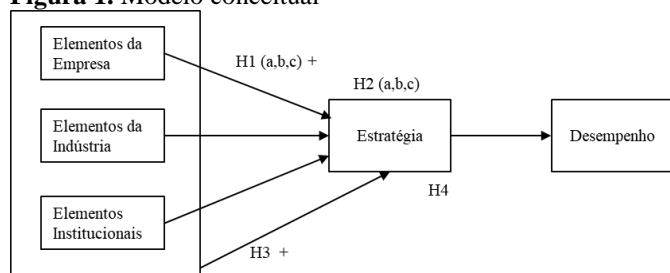 Figura 1. Modelo conceitual
Elementos da
Empresa
H1 (a,b,c) +
H2 (a,b,c)
Elementos da
Indústria
Estratégia
Desempenho
Elementos
Institucionais
H4
H3 +